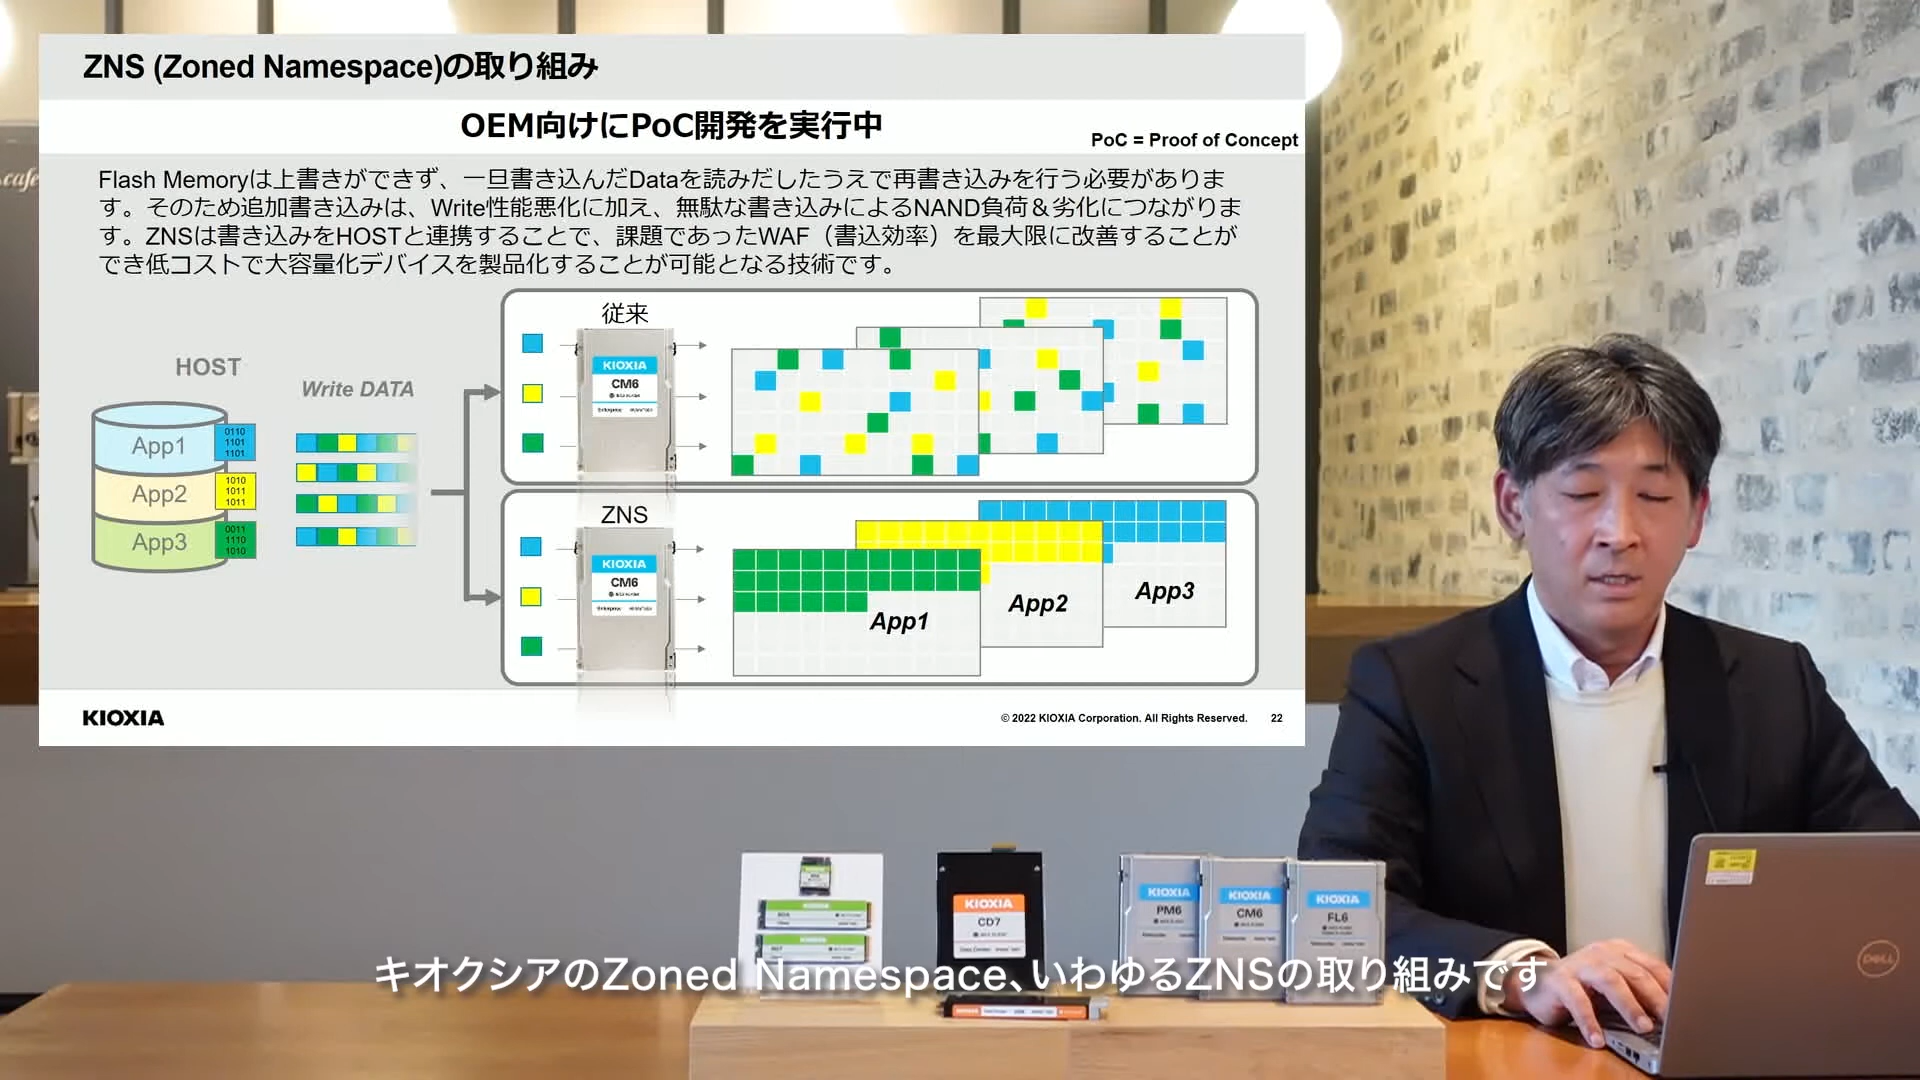 ZNS (Zoned Namespace)の取り組み
OEM向けにPoC開発を実行中
PoC = Proof of Concept
Flash Memoryは上書きができず、一旦書き込んだDataを読みだしたうえで再書き込みを行う必要がありま
す。そのため追加書き込みは、Write性能悪化に加え、無駄な書き込みによるNAND負荷＆劣化につながりま
す。ZNSは書き込みをHOSTと連携することで、課題であったWAF（書込効率）を最大限に改善することが
でき低コストで大容量化デバイスを製品化することが可能となる技術です。
HOST
Write DATA
App1
0110
1101
1101
App2
1010
1011
1011
App3
0011
1110
1010
従来
KIOXIA
CM6
ZNS
KIOXIA
CM6
App1
App2
App3
KIOXIA
© 2022 KIOXIA Corporation. All Rights Reserved.
22
cafe
KIOXIA
CD7
KIOXIA
PM6
KIOXIA
CM6
KIOXIA
FL6
DELL
キオクシアのZoned Namespace、いわゆるZNSの取り組みです